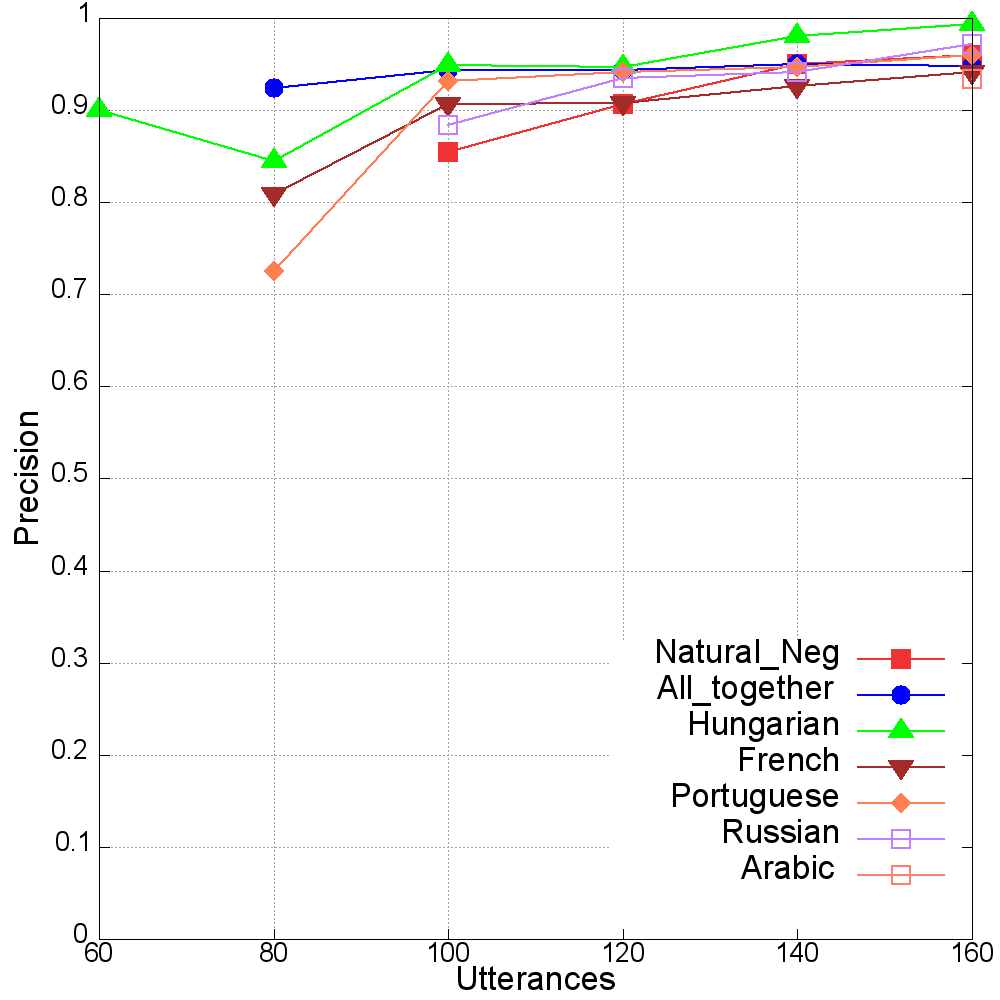 1
0.9
0.8
0.7
0.6
0.5
0.4
0.3
0.2
0.1
0
Precision
60 80 100 120 140 160
Utterances
Natural_Neg
All_together
Hungarian
French
Portuguese
Russian
Arabic